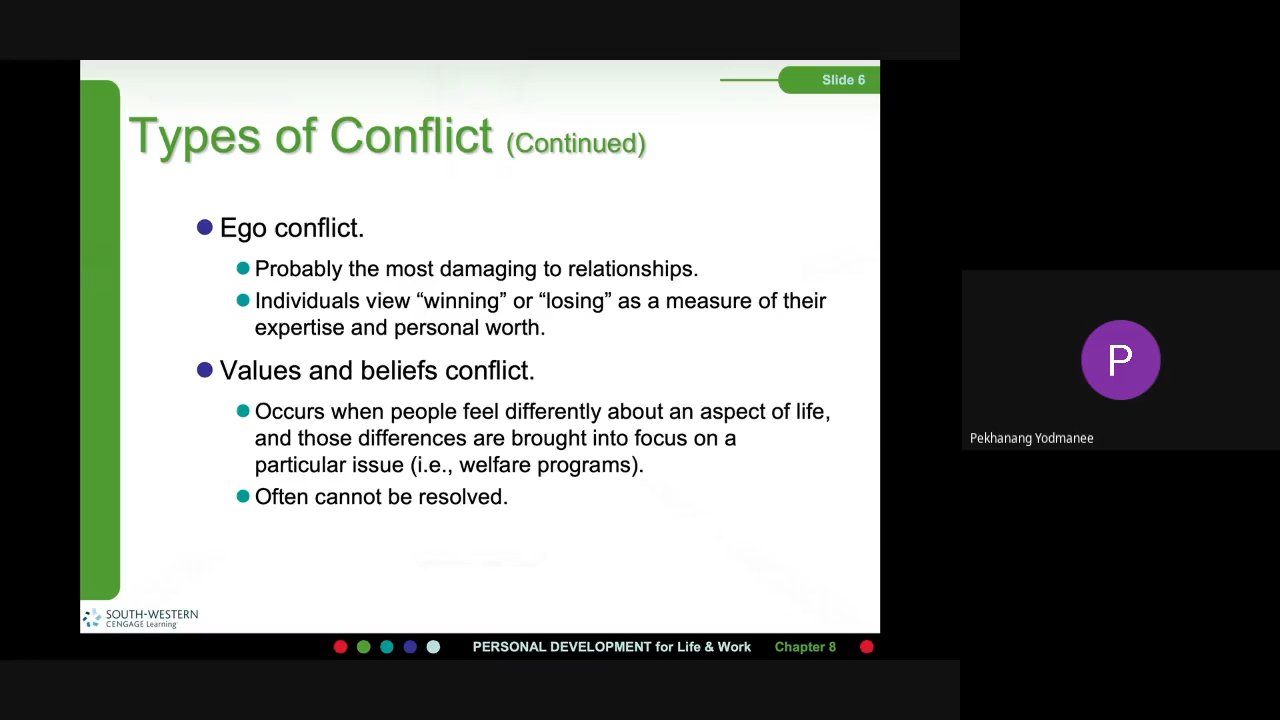 Slide 6
Types of Conflict (Continued)
Ego conflict.
Probably the most damaging to relationships.
Individuals view “winning” or “losing” as a measure of their
expertise and personal worth.
Values and beliefs conflict.
Occurs when people feel differently about an aspect of life,
and those differences are brought into focus on a
particular issue (i.e., welfare programs).
Often cannot be resolved.
SOUTH-WESTERN
CENGAGE Learning
PERSONAL DEVELOPMENT for Life & Work Chapter 8
P
Pekhanang Yodmanee